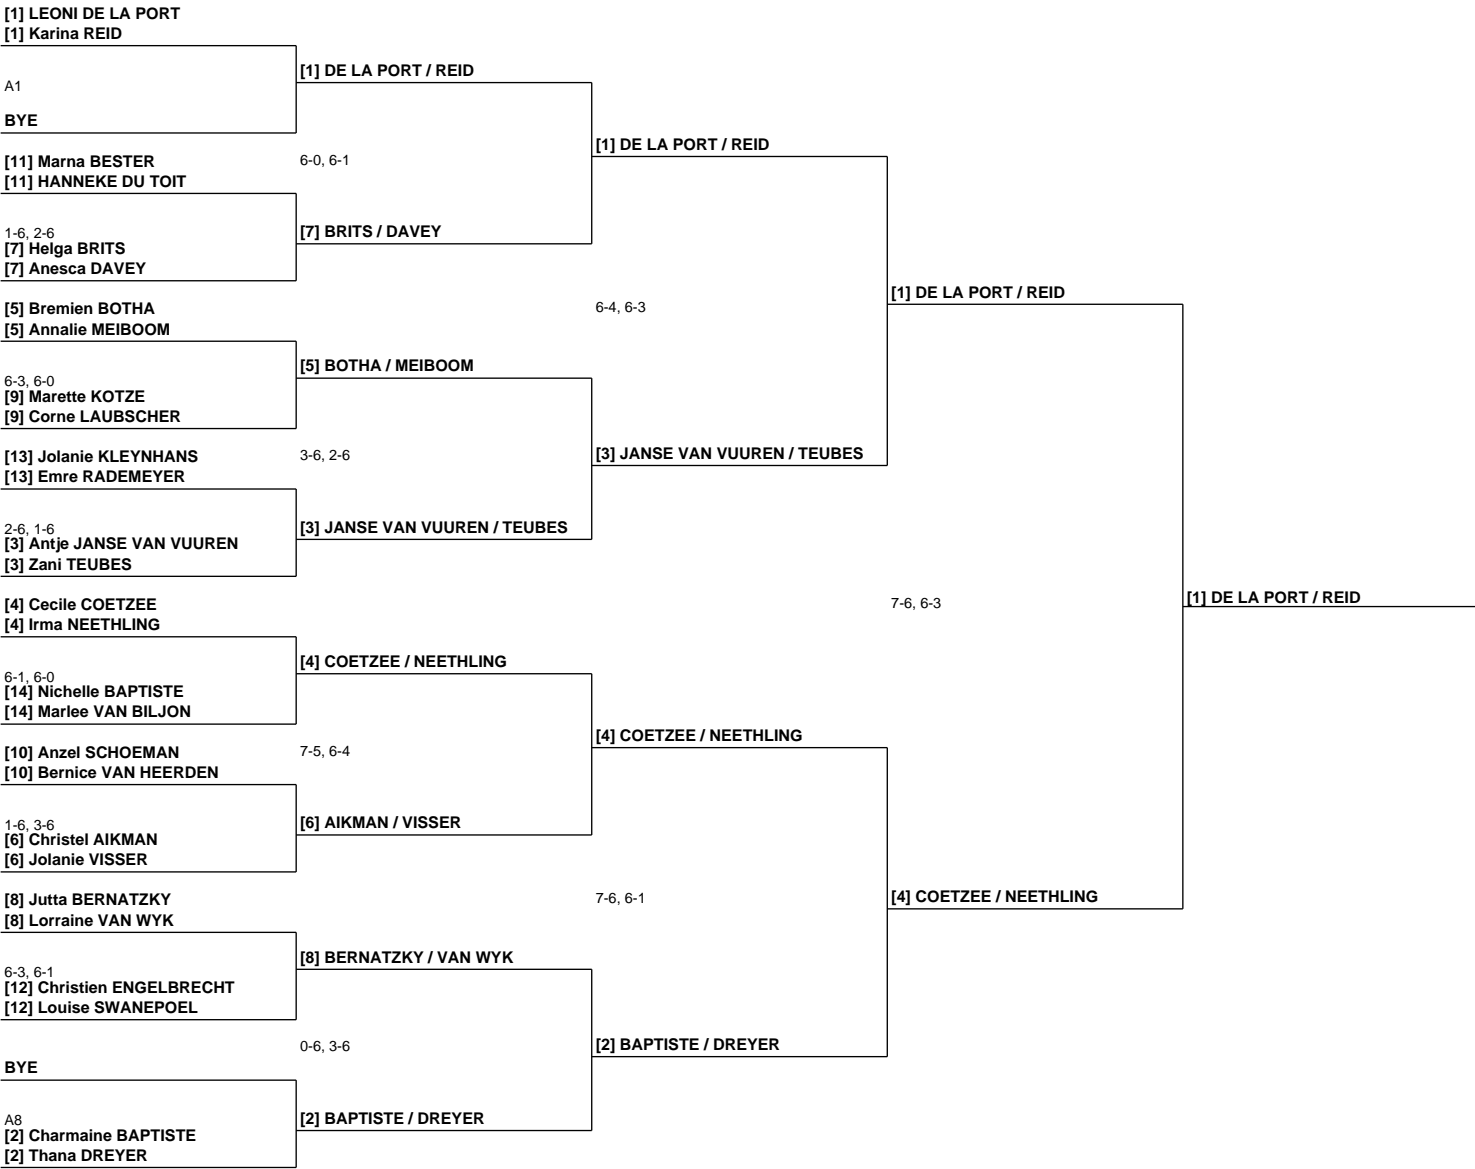 [1] LEONI DE LA PORT
[1] Karina REID
[1] DE LA PORT / REID
A1
BYE
[1] DE LA PORT / REID
[11] Marna BESTER
6-0, 6-1
[11] HANNEKE DU TOIT
1-6, 2-6
[7] BRITS / DAVEY
[7] Helga BRITS
[7] Anesca DAVEY
[1] DE LA PORT / REID
[5] Bremien BOTHA
6-4, 6-3
[5] Annalie MEIBOOM
[5] BOTHA / MEIBOOM
6-3, 6-0
[9] Marette KOTZE
[9] Corne LAUBSCHER
[13] Jolanie KLEYNHANS
3-6, 2-6
[3] JANSE VAN VUUREN / TEUBES
[13] Emre RADEMEYER
2-6, 1-6
[3] JANSE VAN VUUREN / TEUBES
[3] Antje JANSE VAN VUUREN
[3] Zani TEUBES
[4] Cecile COETZEE
7-6, 6-3
[1] DE LA PORT / REID
[4] Irma NEETHLING
[4] COETZEE / NEETHLING
6-1, 6-0
[14] Nichelle BAPTISTE
[14] Marlee VAN BILJON
[4] COETZEE / NEETHLING
[10] Anzel SCHOEMAN
7-5, 6-4
[10] Bernice VAN HEERDEN
1-6, 3-6
[6] AIKMAN / VISSER
[6] Christel AIKMAN
[6] Jolanie VISSER
[8] Jutta BERNATZKY
7-6, 6-1
[4] COETZEE / NEETHLING
[8] Lorraine VAN WYK
[8] BERNATZKY / VAN WYK
6-3, 6-1
[12] Christien ENGELBRECHT
[12] Louise SWANEPOEL
0-6, 3-6
[2] BAPTISTE / DREYER
BYE
A8
[2] BAPTISTE / DREYER
[2] Charmaine BAPTISTE
[2] Thana DREYER